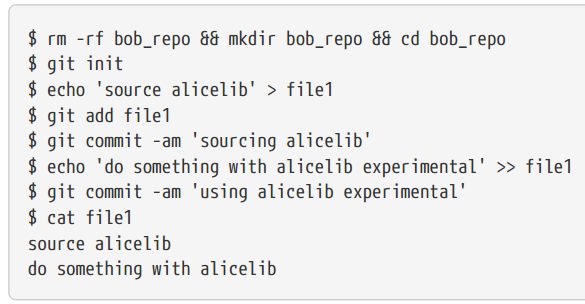 $ rm -rf bob_repo && mkdir bob_repo && cd bob_repo
$ git init
$ echo 'source alicelib' > file1
$ git add file1
$ git commit -am 'sourcing alicelib'
$ echo 'do something with alicelib experimental' >> file1
$ git commit -am 'using alicelib experimental'
$ cat file1
source alicelib
do something with alicelib